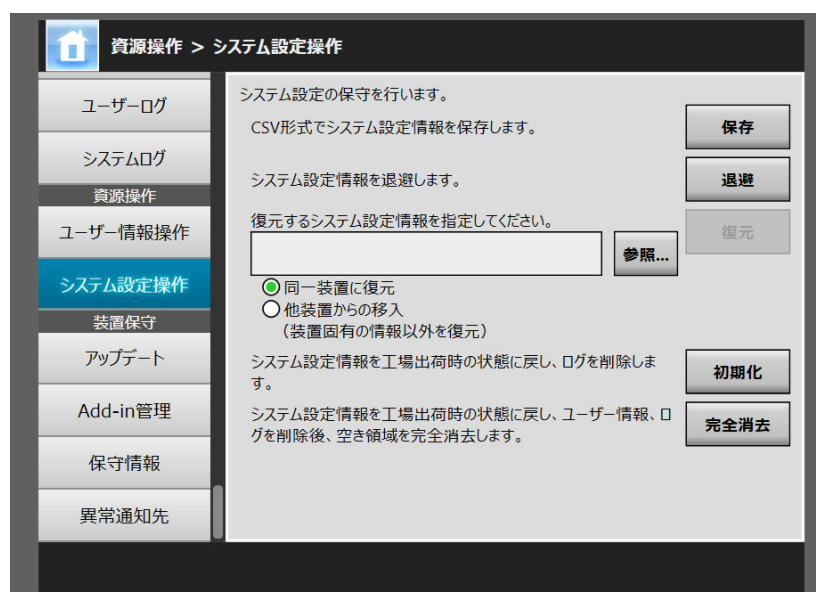 資源操作 > システム設定操作
ユーザーログ
システムログ
資源操作
ユーザー情報操作
システム設定操作
装置保守
アップデート
Add-in管理
保守情報
異常通知先
システム設定の保守を行います。
CSV形式でシステム設定情報を保存します。
保存
システム設定情報を退避します。
退避
復元するシステム設定情報を指定してください。
復元
参照...
同一装置に復元
他装置からの移入
（装置固有の情報以外を復元）
システム設定情報を工場出荷時の状態に戻し、ログを削除しま
す。
初期化
システム設定情報を工場出荷時の状態に戻し、ユーザー情報、ロ
グを削除後、空き領域を完全消去します。
完全消去